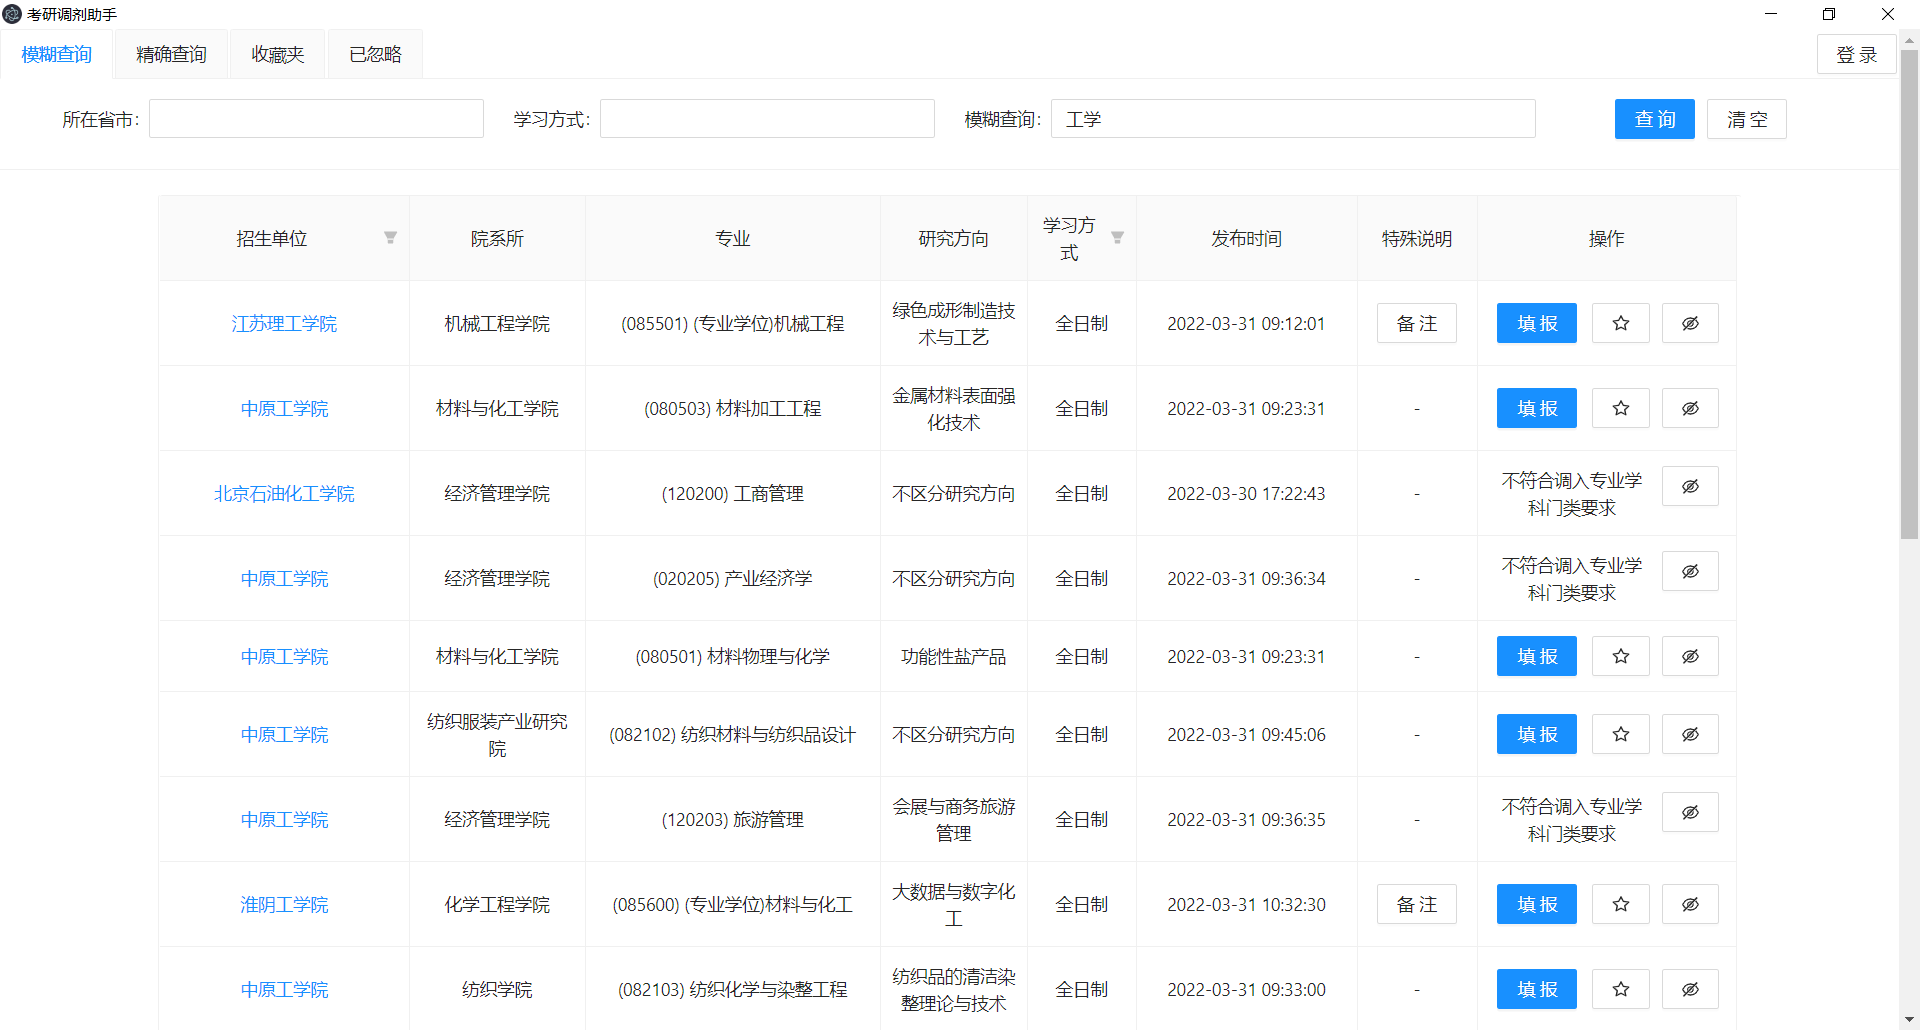 考研调剂助手
模糊查询 精确查询 收藏夹 已忽略 登 录
所在省市: 学习方式: 模糊查询: 工学 查 询 清 空
招生单位 院系所 专业 研究方向 学习方式 发布时间 特殊说明 操作
江苏理工学院 机械工程学院 (085501) (专业学位)机械工程 绿色成形制造技术与工艺 全日制 2022-03-31 09:12:01 备 注 填 报
中原工学院 材料与化工学院 (080503) 材料加工工程 金属材料表面强化技术 全日制 2022-03-31 09:23:31 - 填 报
北京石油化工学院 经济管理学院 (120200) 工商管理 不区分研究方向 全日制 2022-03-30 17:22:43 - 不符合调入专业学科门类要求
中原工学院 经济管理学院 (020205) 产业经济学 不区分研究方向 全日制 2022-03-31 09:36:34 - 不符合调入专业学科门类要求
中原工学院 材料与化工学院 (080501) 材料物理与化学 功能性盐产品 全日制 2022-03-31 09:23:31 - 填 报
中原工学院 纺织服装产业研究院 (082102) 纺织材料与纺织品设计 不区分研究方向 全日制 2022-03-31 09:45:06 - 填 报
中原工学院 经济管理学院 (120203) 旅游管理 会展与商务旅游管理 全日制 2022-03-31 09:36:35 - 不符合调入专业学科门类要求
淮阴工学院 化学工程学院 (085600) (专业学位)材料与化工 大数据与数字化工 全日制 2022-03-31 10:32:30 备 注 填 报
中原工学院 纺织学院 (082103) 纺织化学与染整工程 纺织品的清洁染整理论与技术 全日制 2022-03-31 09:33:00 - 填 报